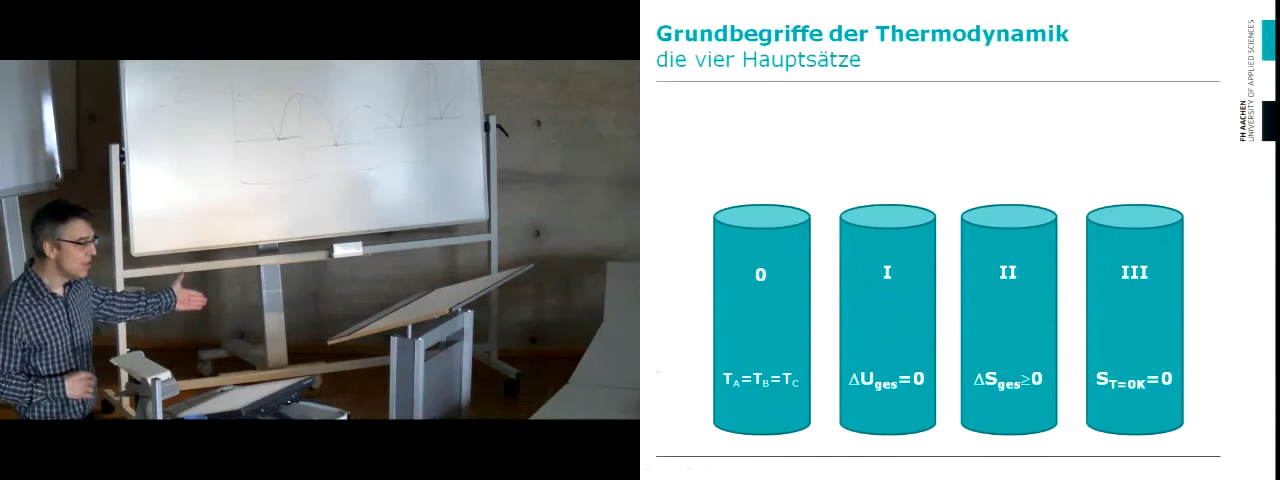 Grundbegriffe der Thermodynamik
die vier Hauptsätze
FH AACHEN
UNIVERSITY OF APPLIED SCIENCES
0
I
II
III
T_A=T_B=T_C
ΔU_ges=0
ΔS_ges≥0
S_T=0K=0